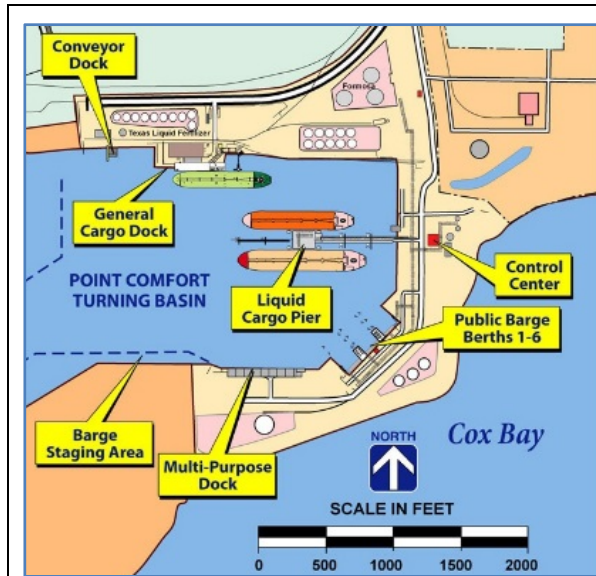 Conveyor
Dock
Formosa
Texas Liquid Fertilizer
General
Cargo Dock
POINT COMFORT
TURNING BASIN
Liquid
Cargo Pier
Control
Center
Public Barge
Berths 1-6
Barge
Staging Area
Multi-Purpose
Dock
NORTH
Cox Bay
SCALE IN FEET
0 500 1000 1500 2000